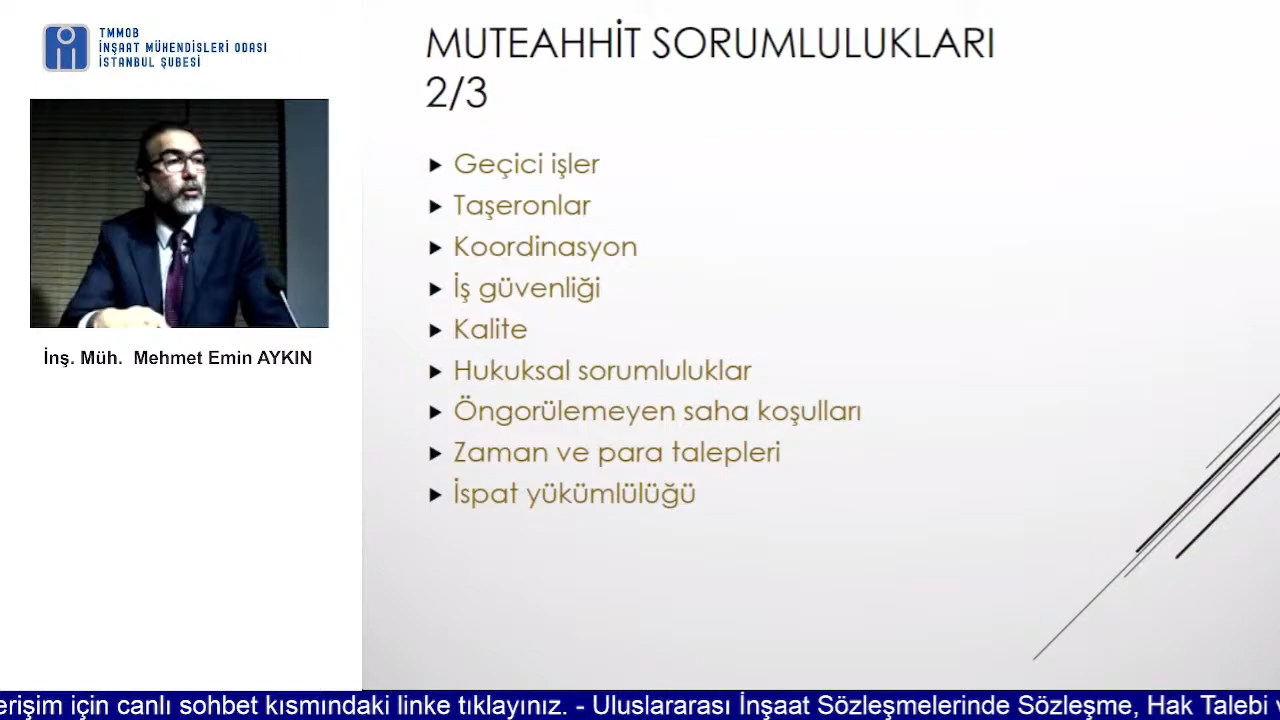 TMMOB
İNŞAAT MÜHENDİSLERİ ODASI
İSTANBUL ŞUBESİ
İnş. Müh. Mehmet Emin AYKIN
MUTEAHHİT SORUMLULUKLARI
2/3
Geçici işler
Taşeronlar
Koordinasyon
İş güvenliği
Kalite
Hukuksal sorumluluklar
Öngorülemeyen saha koşulları
Zaman ve para talepleri
İspat yükümlülüğü
erişim için canlı sohbet kısmındaki linke tıklayınız. - Uluslararası İnşaat Sözleşmelerinde Sözleşme, Hak Talebi v